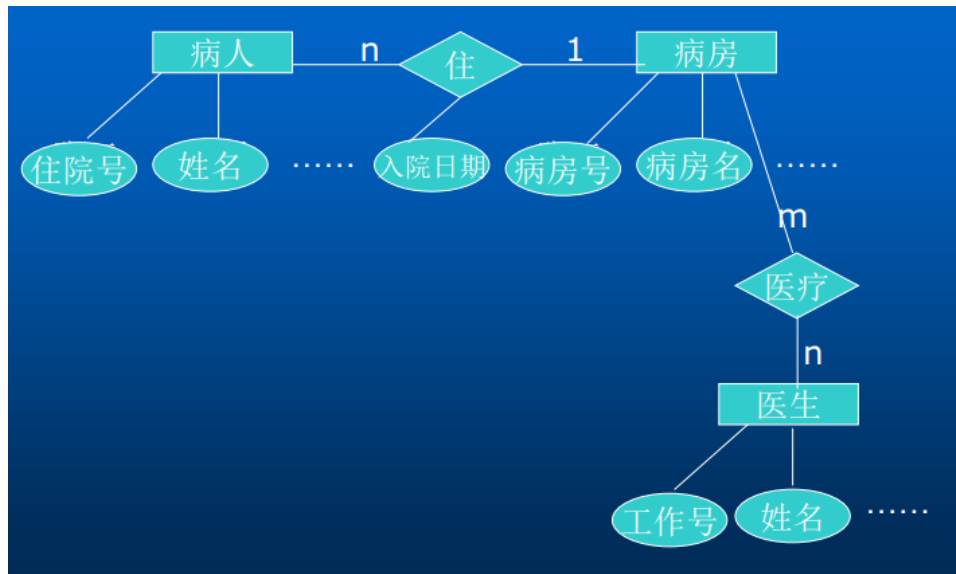 病人 n 住 1 病房
住院号 姓名 …… 入院日期 病房号 病房名 ……
m
医疗
n
医生
工作号 姓名 ……